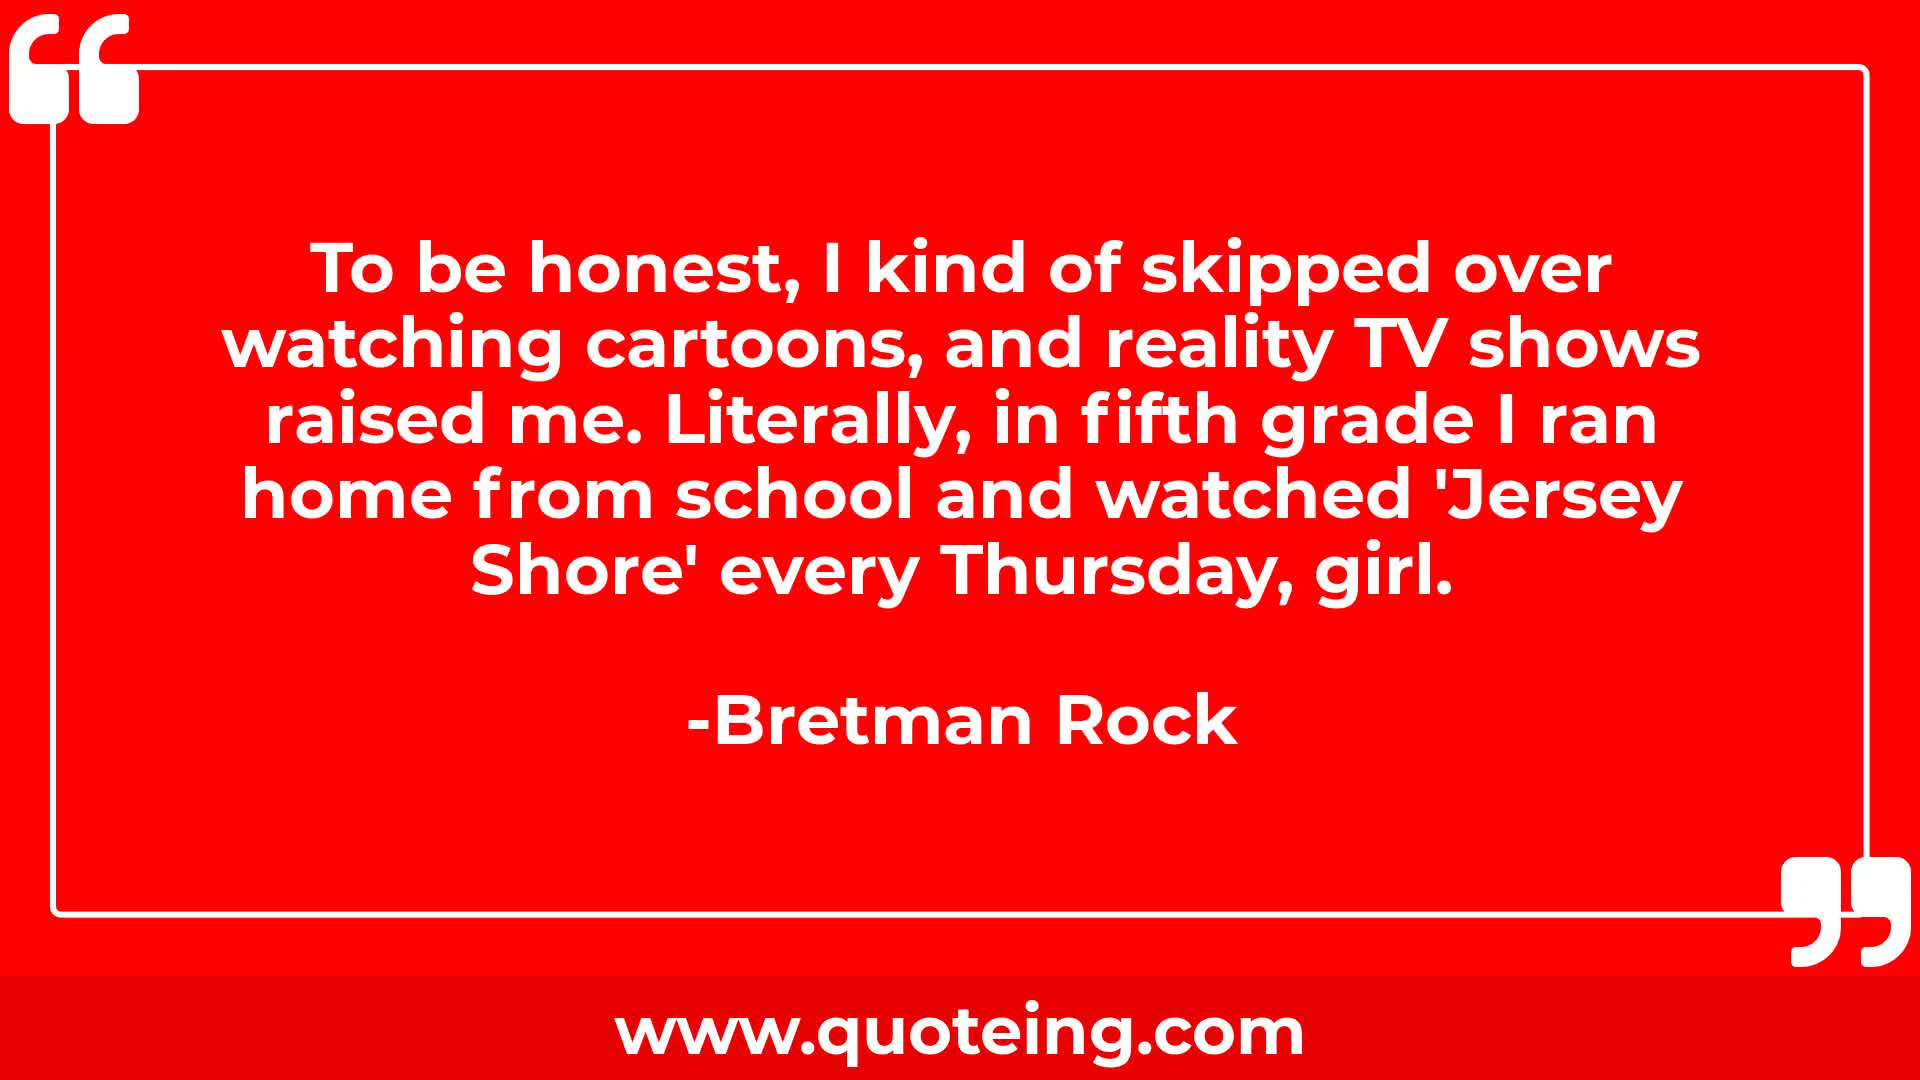 To be honest, I kind of skipped over
watching cartoons, and reality TV shows
raised me. Literally, in fifth grade I ran
home from school and watched 'Jersey
Shore' every Thursday, girl.
-Bretman Rock
www.quoteing.com